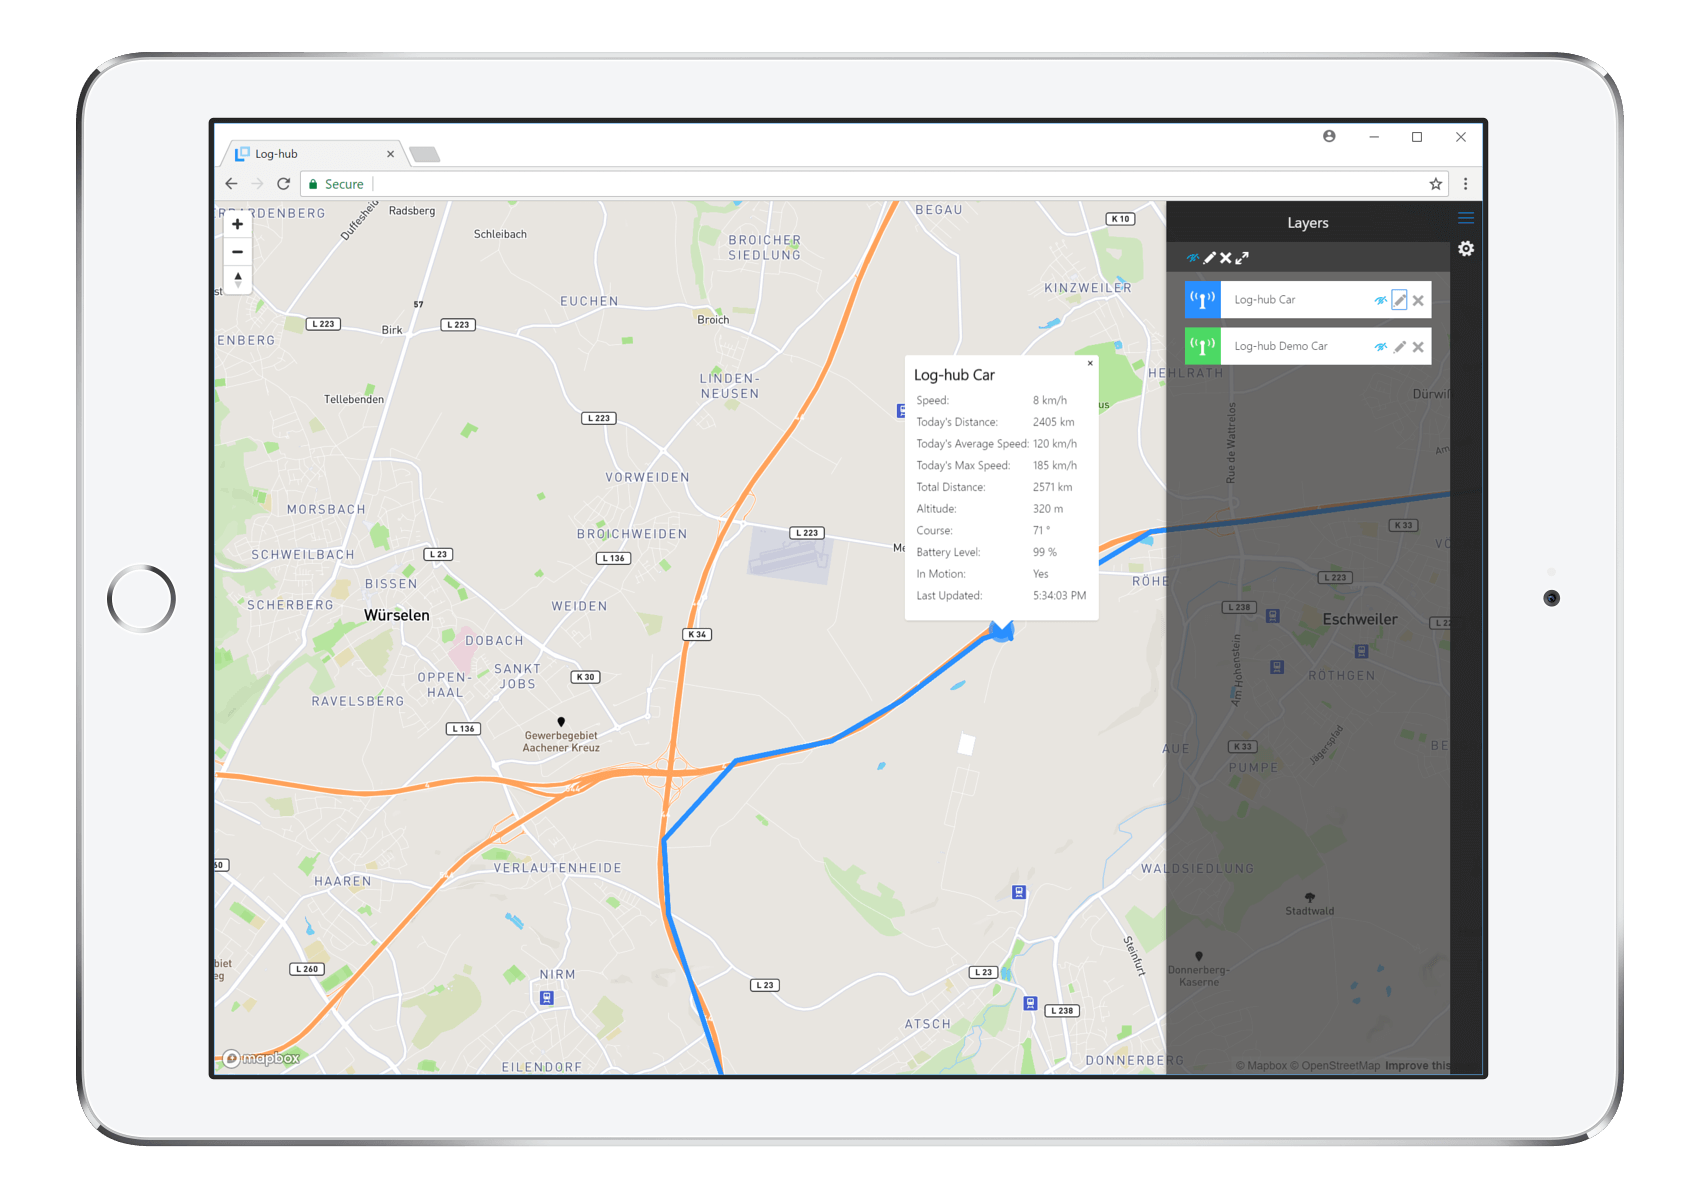 Log-hub
Secure
Layers
Log-hub Car
Log-hub Demo Car
Log-hub Car
Speed: 8 km/h
Today's Distance: 2405 km
Today's Average Speed: 120 km/h
Today's Max Speed: 185 km/h
Total Distance: 2571 km
Altitude: 320 m
Course: 71 °
Battery Level: 99 %
In Motion: Yes
Last Updated: 5:34:03 PM
Radsberg
Duffesheid
BEGAU
K 10
Schleibach
BROICHER
SIEDLUNG
KINZWEILER
EUCHEN
57
Broich
L 223
Birk
L 223
ENBERG
HEHLRATH
LINDEN-
NEUSEN
Tellebenden
L 223
us
Rue de Wattrelos
VORWEIDEN
MORSBACH
BROICHWEIDEN
L 223
K 33
SCHWEILBACH
L 23
L 136
BISSEN
RÖHE
L 223
SCHERBERG
Würselen
WEIDEN
L 238
Eschweiler
DOBACH
K 34
SANKT
JOBS
OPPEN-
HAAL
K 30
RÖTHGEN
Am Hohenstein
RAVELSBERG
L 136
Gewerbegebiet
Aachener Kreuz
AUE
K 33
Jägerspfad
PUMPE
HAAREN
VERLAUTENHEIDE
WALDSIEDLUNG
Stadtwald
Steinfurt
L 260
NIRM
L 23
L 23
Donnerberg-
Kaserne
L 238
ATSCH
EILENDORF
DONNERBERG
mapbox
© Mapbox © OpenStreetMap Improve this